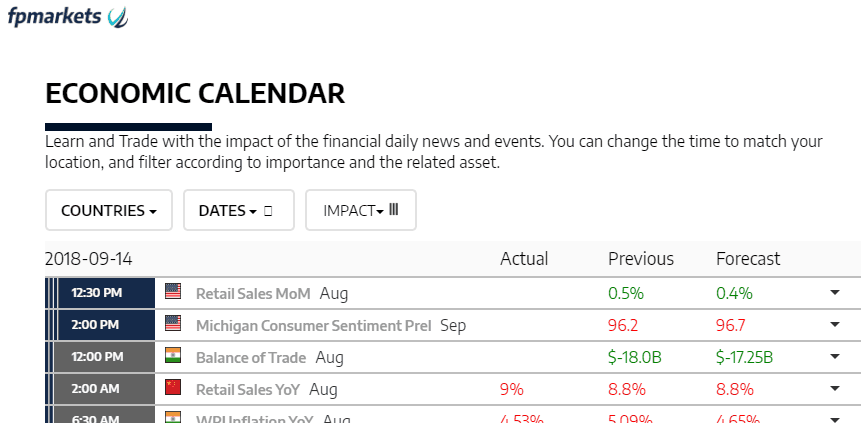 fpmarkets
ECONOMIC CALENDAR
Learn and Trade with the impact of the financial daily news and events. You can change the time to match your
location, and filter according to importance and the related asset.
COUNTRIES DATES IMPACT
2018-09-14 Actual Previous Forecast
12:30 PM Retail Sales MoM Aug 0.5% 0.4%
2:00 PM Michigan Consumer Sentiment Prel Sep 96.2 96.7
12:00 PM Balance of Trade Aug $-18.0B $-17.25B
2:00 AM Retail Sales YoY Aug 9% 8.8% 8.8%
6:30 AM WPI Inflation YoY Aug 4.53% 5.09% 4.65%